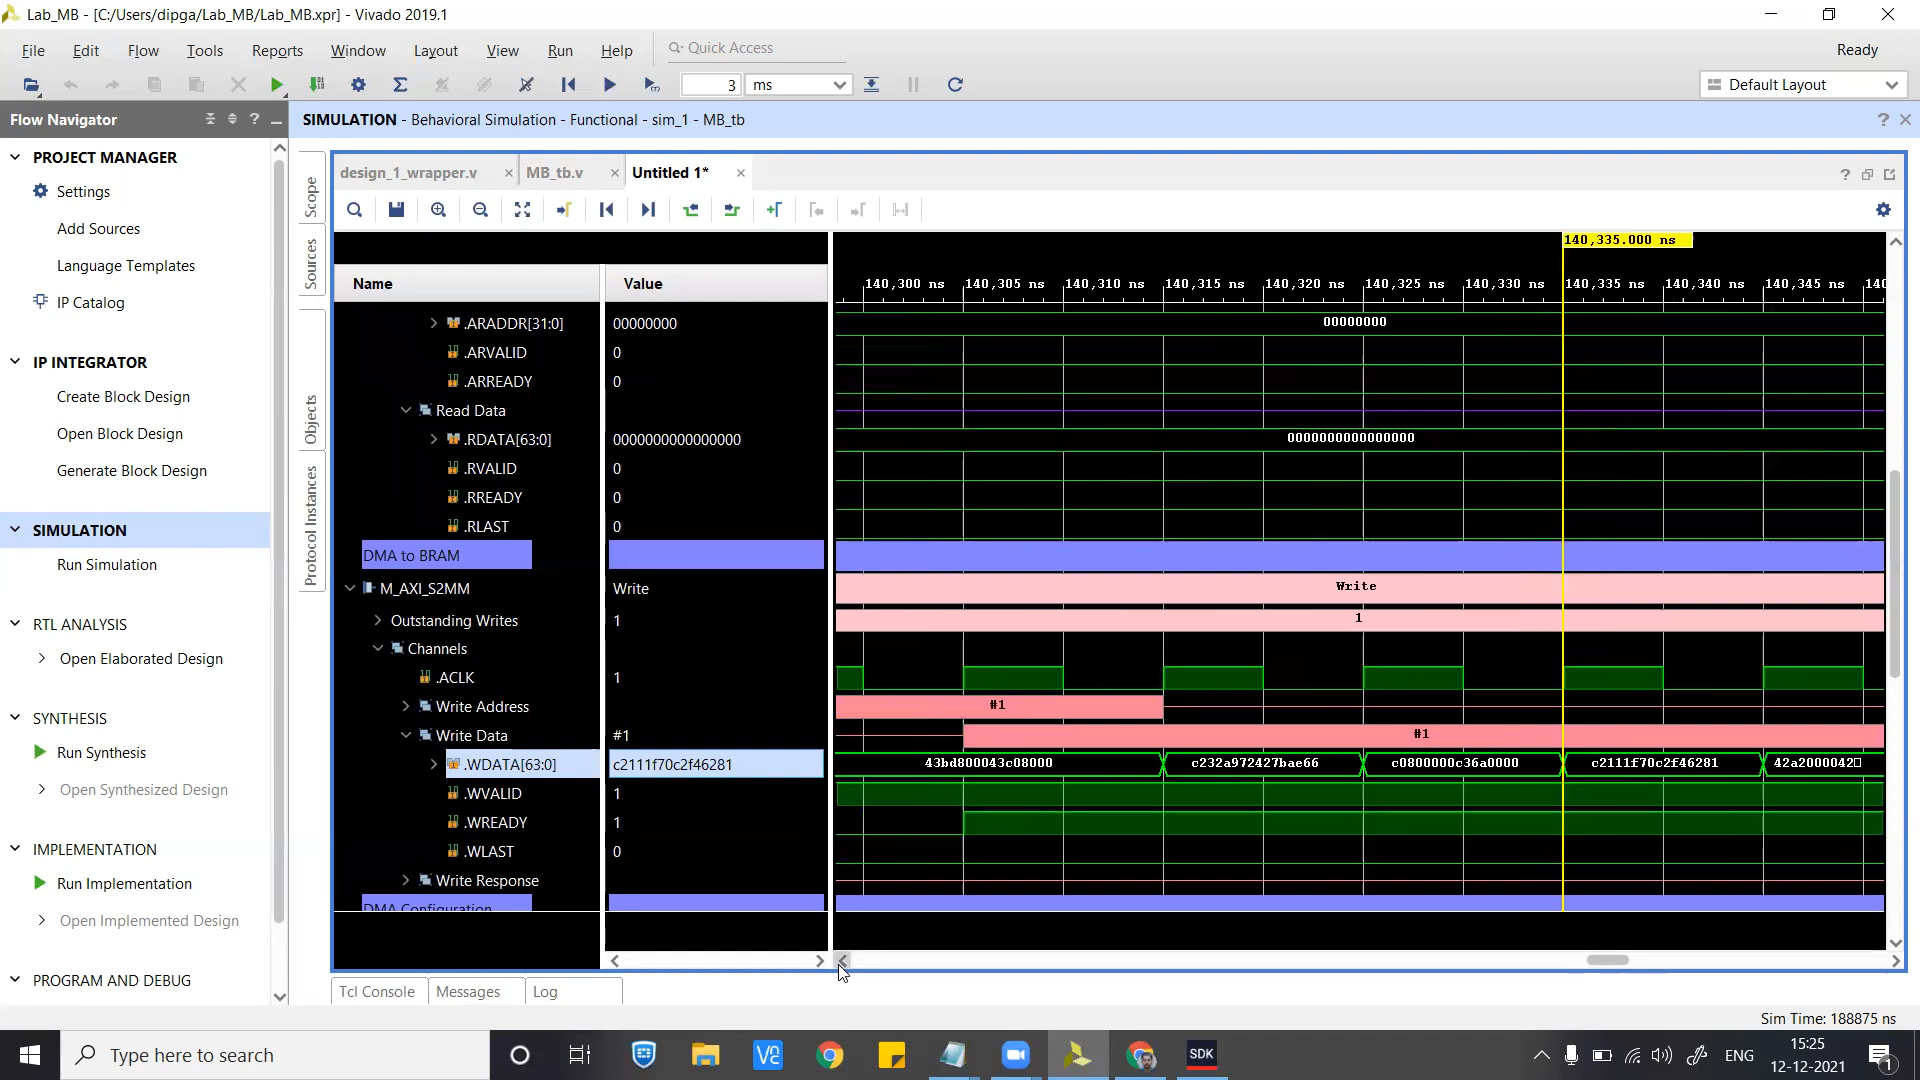 Lab_MB - [C:/Users/dipga/Lab_MB/Lab_MB.xpr] - Vivado 2019.1
File Edit Flow Tools Reports Window Layout View Run Help Quick Access Ready
3 ms Default Layout
Flow Navigator
SIMULATION - Behavioral Simulation - Functional - sim_1 - MB_tb
PROJECT MANAGER
Settings
Add Sources
Language Templates
IP Catalog
IP INTEGRATOR
Create Block Design
Open Block Design
Generate Block Design
SIMULATION
Run Simulation
RTL ANALYSIS
Open Elaborated Design
SYNTHESIS
Run Synthesis
Open Synthesized Design
IMPLEMENTATION
Run Implementation
Open Implemented Design
PROGRAM AND DEBUG
Scope
Sources
Objects
Protocol Instances
design_1_wrapper.v MB_tb.v Untitled 1*
140,335.000 ns
Name Value
140,300 ns 140,305 ns 140,310 ns 140,315 ns 140,320 ns 140,325 ns 140,330 ns 140,335 ns 140,340 ns 140,345 ns 140
.ARADDR[31:0] 00000000 00000000
.ARVALID 0
.ARREADY 0
Read Data
.RDATA[63:0] 0000000000000000 0000000000000000
.RVALID 0
.RREADY 0
.RLAST 0
DMA to BRAM
M_AXI_S2MM Write Write
Outstanding Writes 1 1
Channels
.ACLK 1
Write Address #1
Write Data #1 #1
.WDATA[63:0] c2111f70c2f46281 43bd800043c08000 c232a972427bae66 c0800000c36a0000 c2111f70c2f46281 42a2000042
.WVALID 1
.WREADY 1
.WLAST 0
Write Response
DMA Configuration
Tcl Console Messages Log
Sim Time: 188875 ns
Type here to search
SDK
ENG
15:25
12-12-2021
1